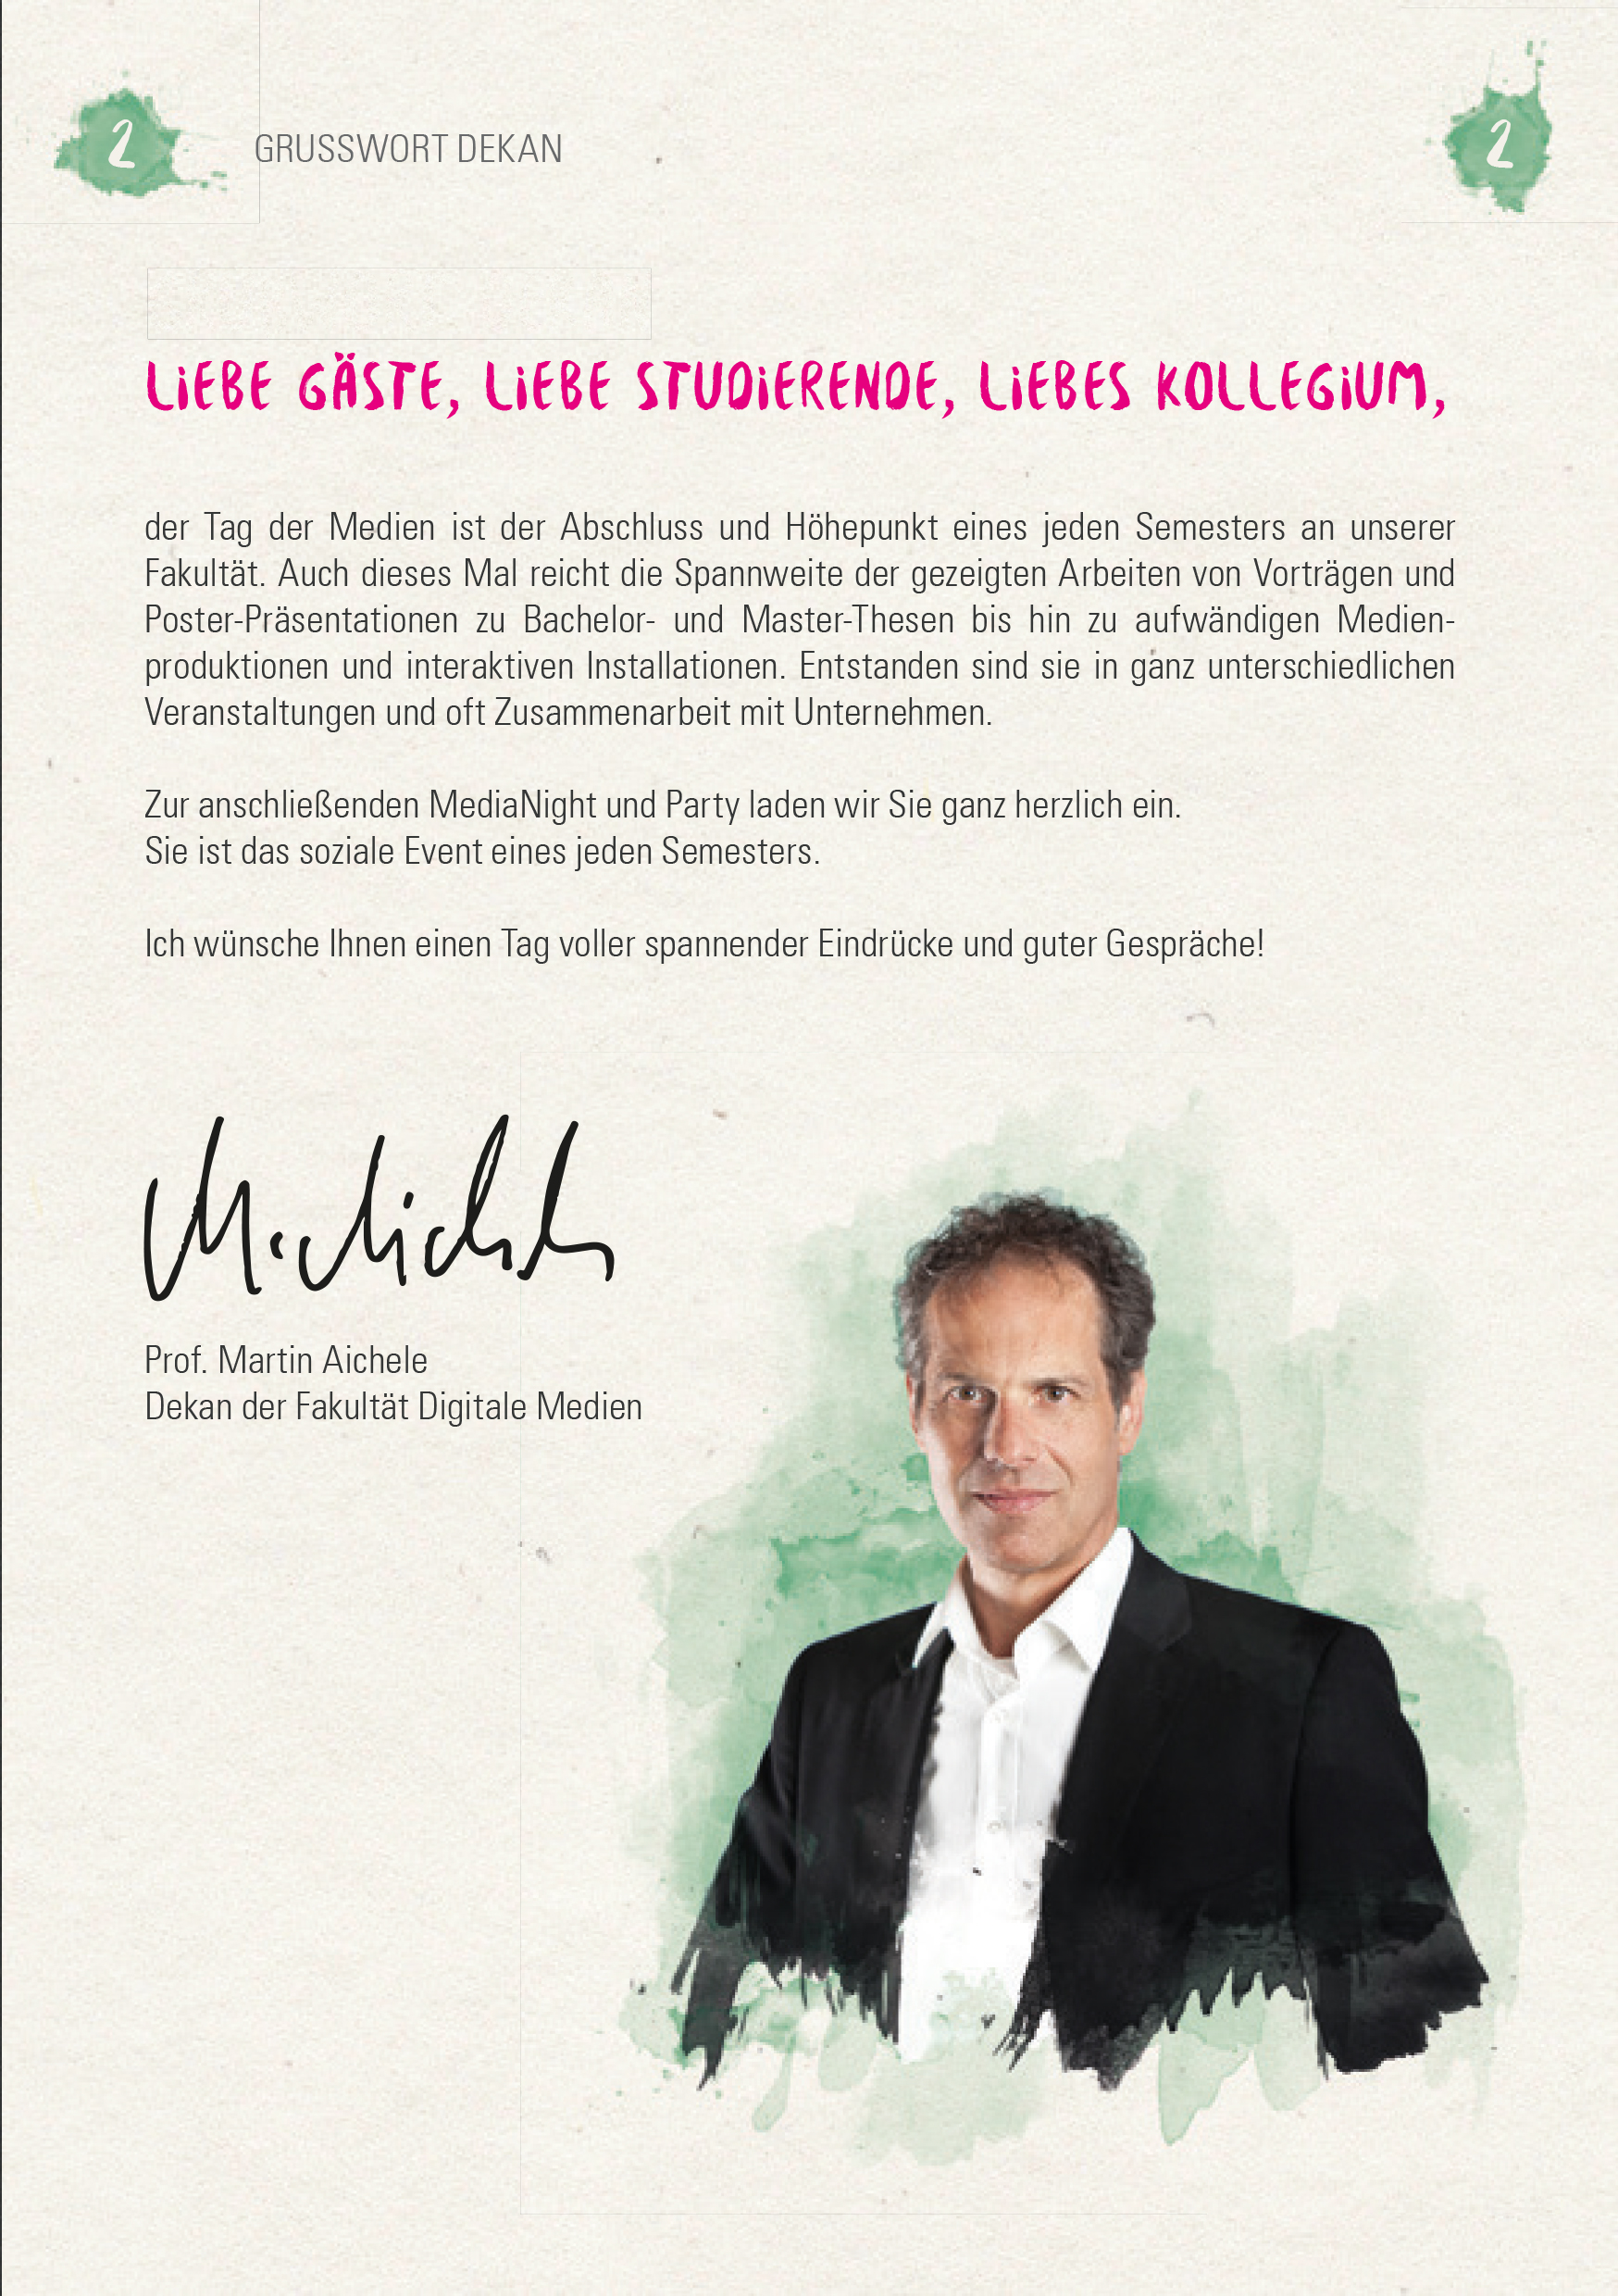 2
GRUSSWORT DEKAN
2
LiEBE GÄSTE, LiEBE STUDiERENDE, LiEBES KOLLEGiUM,
der Tag der Medien ist der Abschluss und Höhepunkt eines jeden Semesters an unserer
Fakultät. Auch dieses Mal reicht die Spannweite der gezeigten Arbeiten von Vorträgen und
Poster-Präsentationen zu Bachelor- und Master-Thesen bis hin zu aufwändigen Medien-
produktionen und interaktiven Installationen. Entstanden sind sie in ganz unterschiedlichen
Veranstaltungen und oft Zusammenarbeit mit Unternehmen.
Zur anschließenden MediaNight und Party laden wir Sie ganz herzlich ein.
Sie ist das soziale Event eines jeden Semesters.
Ich wünsche Ihnen einen Tag voller spannender Eindrücke und guter Gespräche!
Prof. Martin Aichele
Dekan der Fakultät Digitale Medien